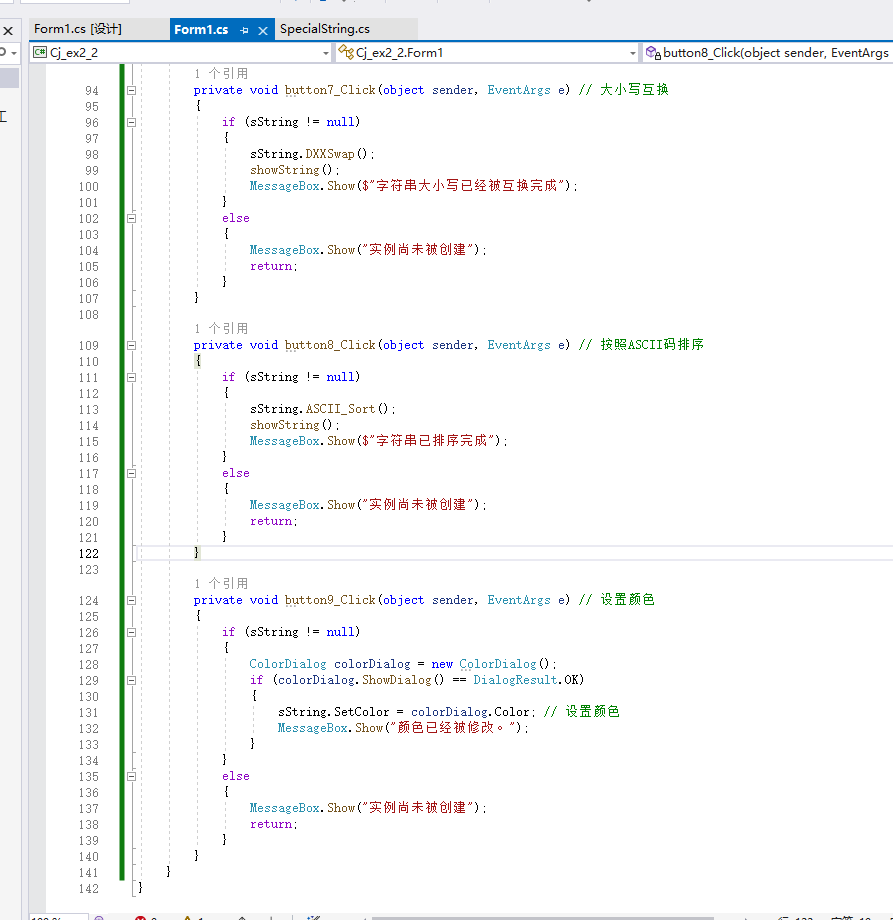 Form1.cs [设计]
Form1.cs
SpecialString.cs
C# Cj_ex2_2
Cj_ex2_2.Form1
button8_Click(object sender, EventArgs
1 个引用
94 private void button7_Click(object sender, EventArgs e) // 大小写互换
95 {
96 if (sString != null)
97 {
98 sString.DXXSwap();
99 showString();
100 MessageBox.Show($"字符串大小写已经被互换完成");
101 }
102 else
103 {
104 MessageBox.Show("实例尚未被创建");
105 return;
106 }
107 }
108
1 个引用
109 private void button8_Click(object sender, EventArgs e) // 按照ASCII码排序
110 {
111 if (sString != null)
112 {
113 sString.ASCII_Sort();
114 showString();
115 MessageBox.Show($"字符串已排序完成");
116 }
117 else
118 {
119 MessageBox.Show("实例尚未被创建");
120 return;
121 }
122 }
123
1 个引用
124 private void button9_Click(object sender, EventArgs e) // 设置颜色
125 {
126 if (sString != null)
127 {
128 ColorDialog colorDialog = new ColorDialog();
129 if (colorDialog.ShowDialog() == DialogResult.OK)
130 {
131 sString.SetColor = colorDialog.Color; // 设置颜色
132 MessageBox.Show("颜色已经被修改。");
133 }
134 }
135 else
136 {
137 MessageBox.Show("实例尚未被创建");
138 return;
139 }
140 }
141 }
142 }